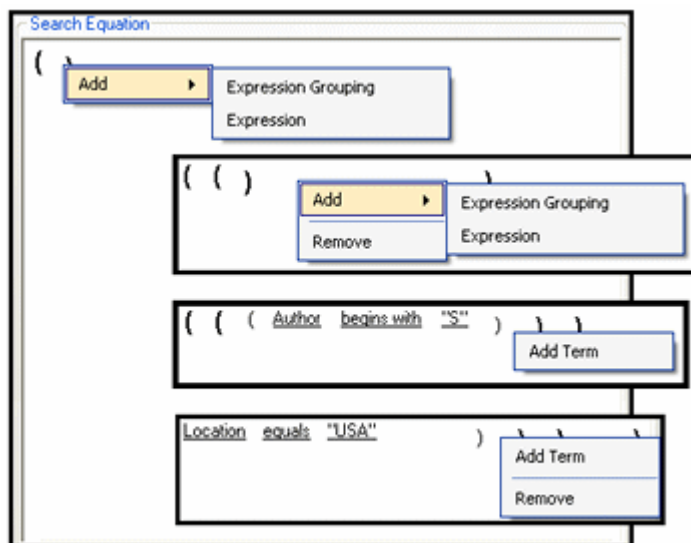 Search Equation
( )
Add
Expression Grouping
Expression
( ( ) )
Add
Expression Grouping
Remove
Expression
( ( ( Author begins with "S" ) ) )
Add Term
Location equals "USA" ) ) ) )
Add Term
Remove